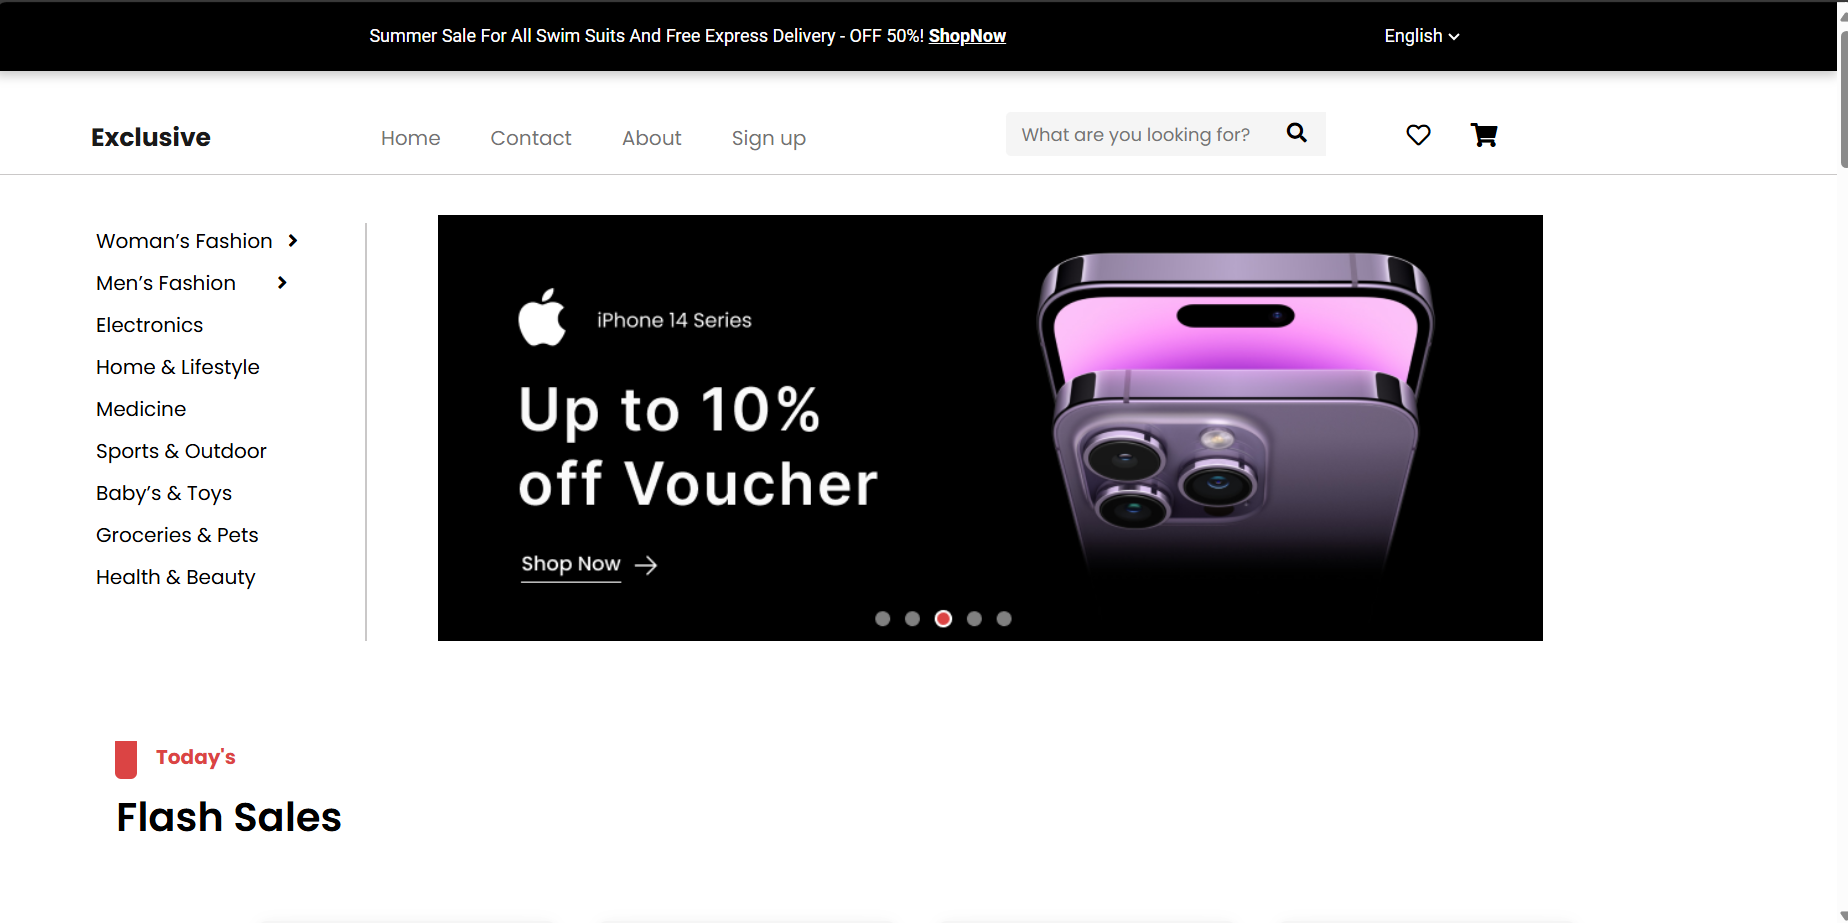 Summer Sale For All Swim Suits And Free Express Delivery - OFF 50%! ShopNow
English
Exclusive
Home
Contact
About
Sign up
What are you looking for?
Woman’s Fashion
Men’s Fashion
Electronics
Home & Lifestyle
Medicine
Sports & Outdoor
Baby’s & Toys
Groceries & Pets
Health & Beauty
iPhone 14 Series
Up to 10%
off Voucher
Shop Now
Today's
Flash Sales